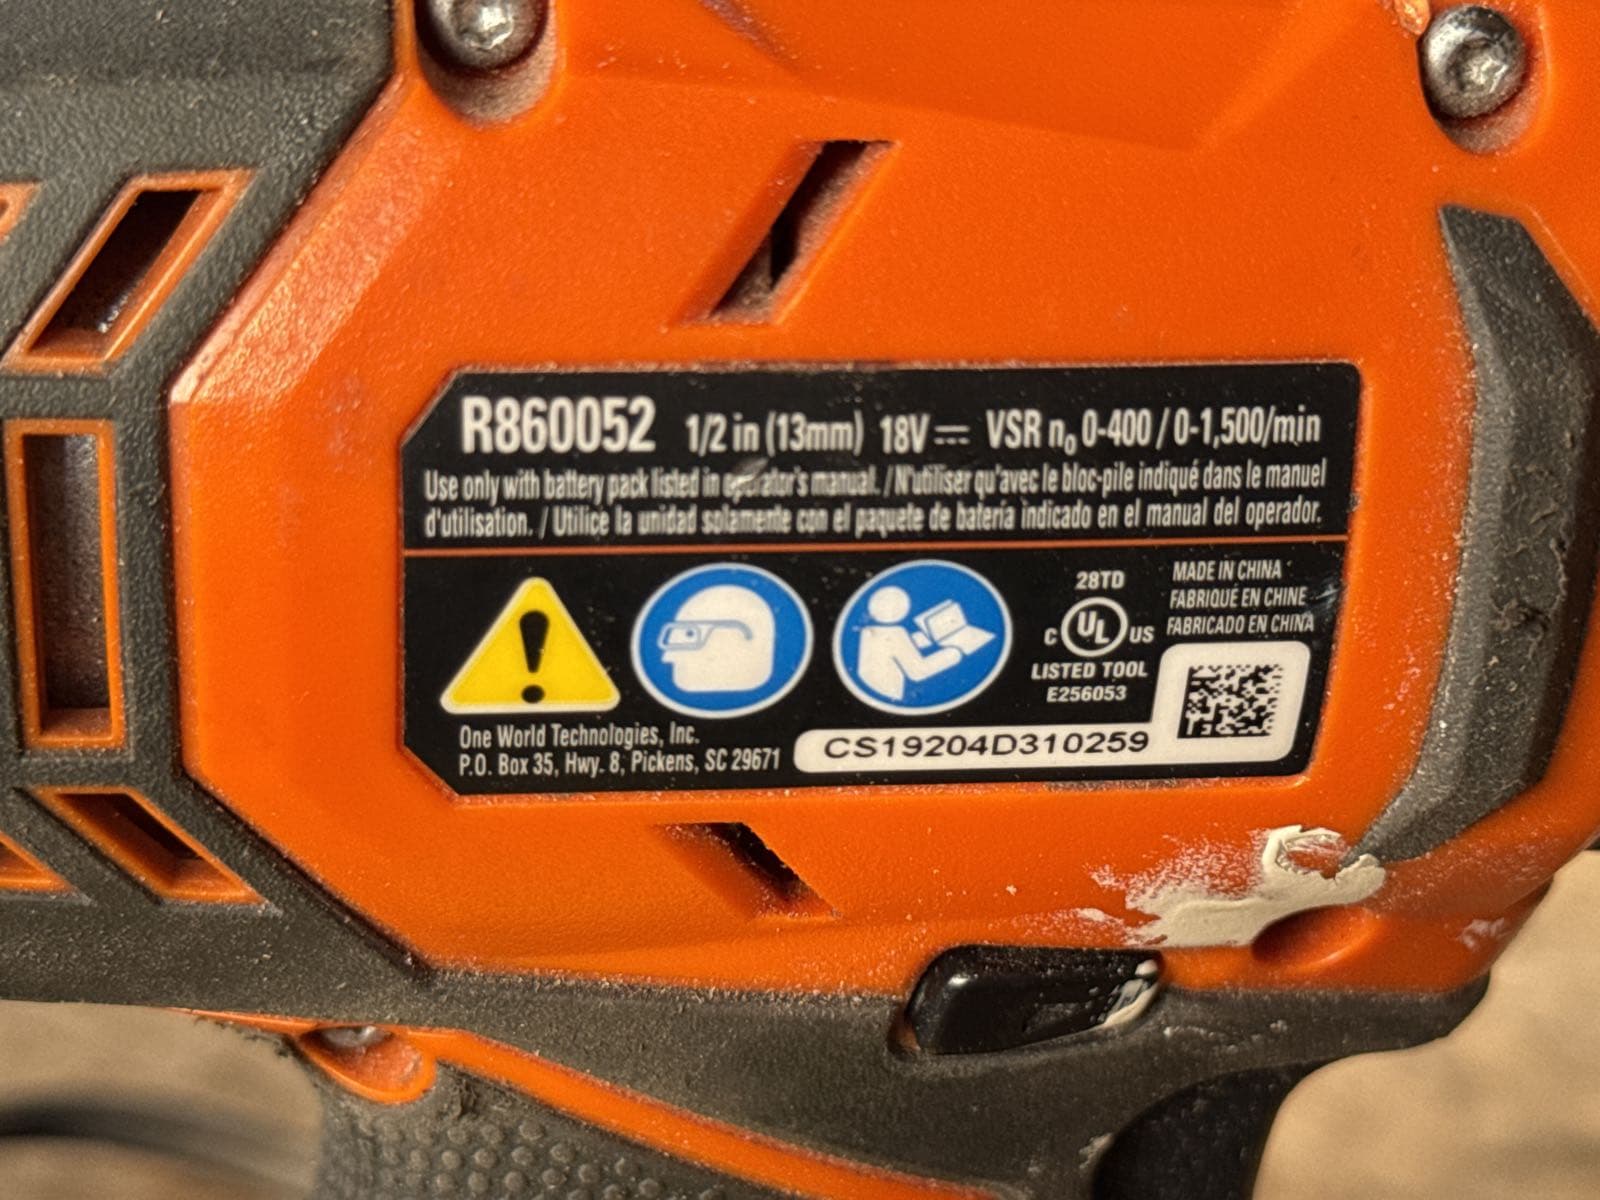 R860052 1/2 in (13mm) 18V⎓ VSR nₒ 0-400 / 0-1,500/min
Use only with battery pack listed in operator's manual. / N'utiliser qu'avec le bloc-pile indiqué dans le manuel
d'utilisation. / Utilice la unidad solamente con el paquete de batería indicado en el manual del operador.
28TD
C UL US
LISTED TOOL
E256053
MADE IN CHINA
FABRIQUÉ EN CHINE
FABRICADO EN CHINA
One World Technologies, Inc.
P.O. Box 35, Hwy. 8, Pickens, SC 29671
CS19204D310259